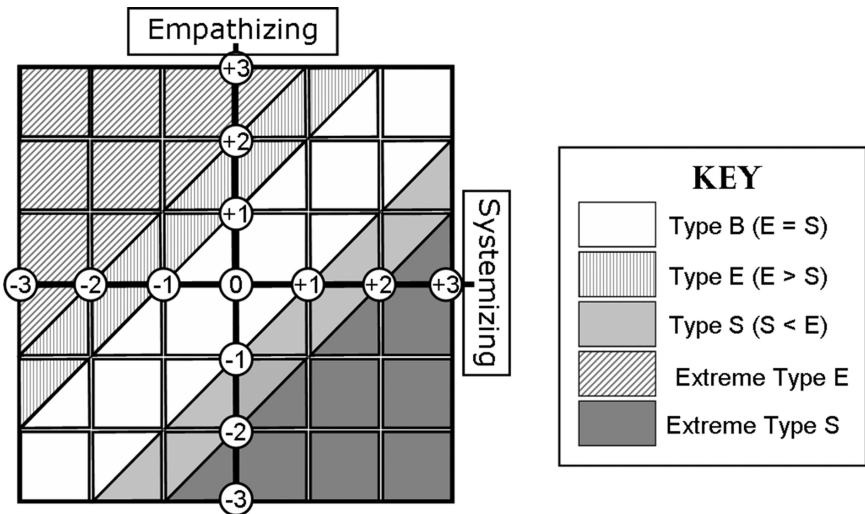 Empathizing
+3
+2
+1
-3 -2 -1 0 +1 +2 +3
-1
-2
-3
Systemizing
KEY
Type B (E = S)
Type E (E > S)
Type S (S < E)
Extreme Type E
Extreme Type S